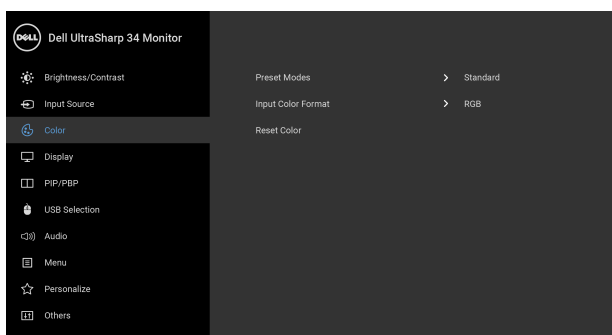 DELL
Dell UltraSharp 34 Monitor
Brightness/Contrast
Preset Modes > Standard
Input Source
Input Color Format > RGB
Color
Reset Color
Display
PIP/PBP
USB Selection
Audio
Menu
Personalize
Others